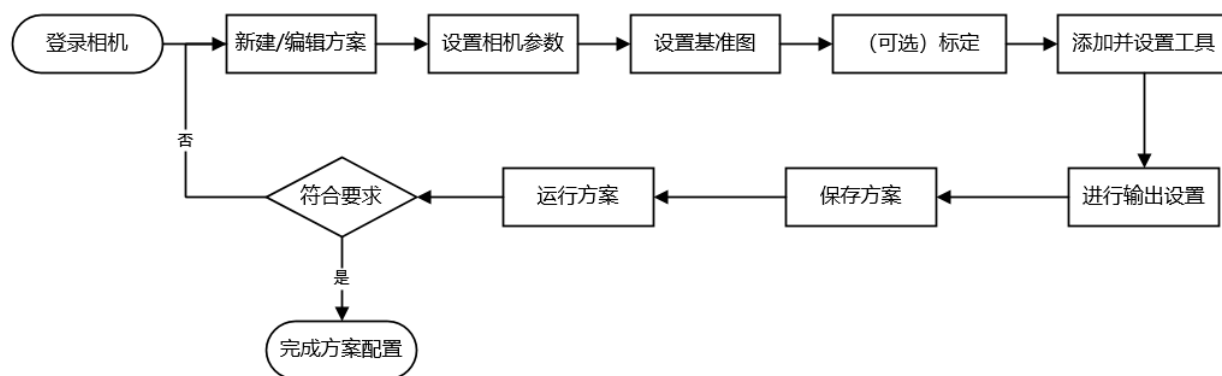 登录相机
新建/编辑方案
设置相机参数
设置基准图
（可选）标定
添加并设置工具
否
符合要求
运行方案
保存方案
进行输出设置
是
完成方案配置